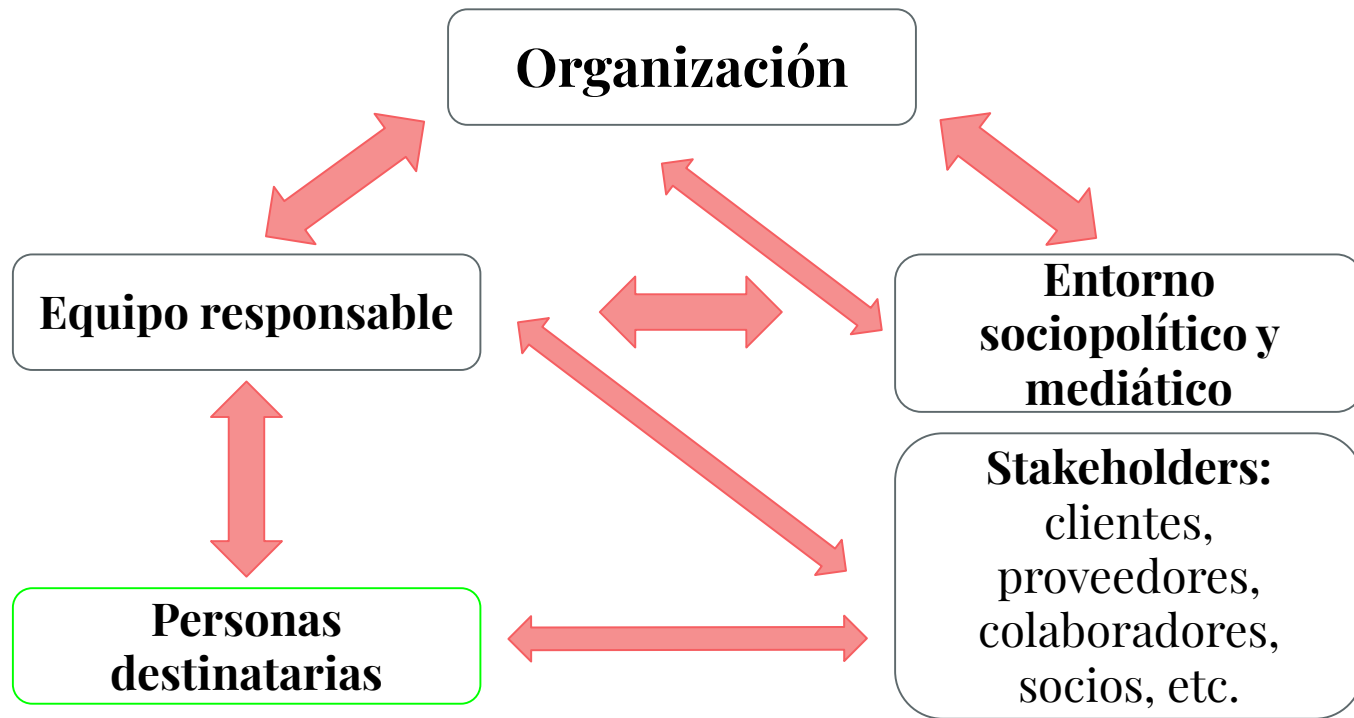 Organización
Equipo responsable
Entorno
sociopolítico y
mediático
Stakeholders:
clientes,
proveedores,
colaboradores,
socios, etc.
Personas
destinatarias